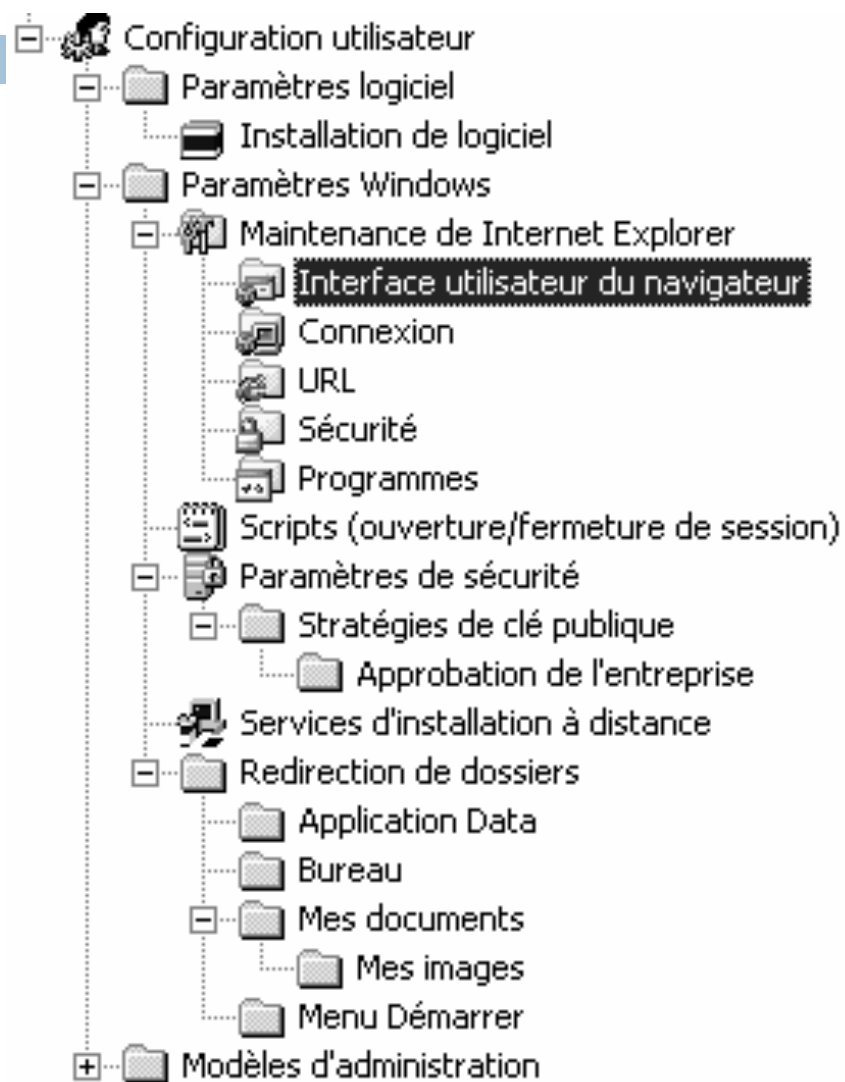 Configuration utilisateur
Paramètres logiciel
Installation de logiciel
Paramètres Windows
Maintenance de Internet Explorer
Interface utilisateur du navigateur
Connexion
URL
Sécurité
Programmes
Scripts (ouverture/fermeture de session)
Paramètres de sécurité
Stratégies de clé publique
Approbation de l'entreprise
Services d'installation à distance
Redirection de dossiers
Application Data
Bureau
Mes documents
Mes images
Menu Démarrer
Modèles d'administration